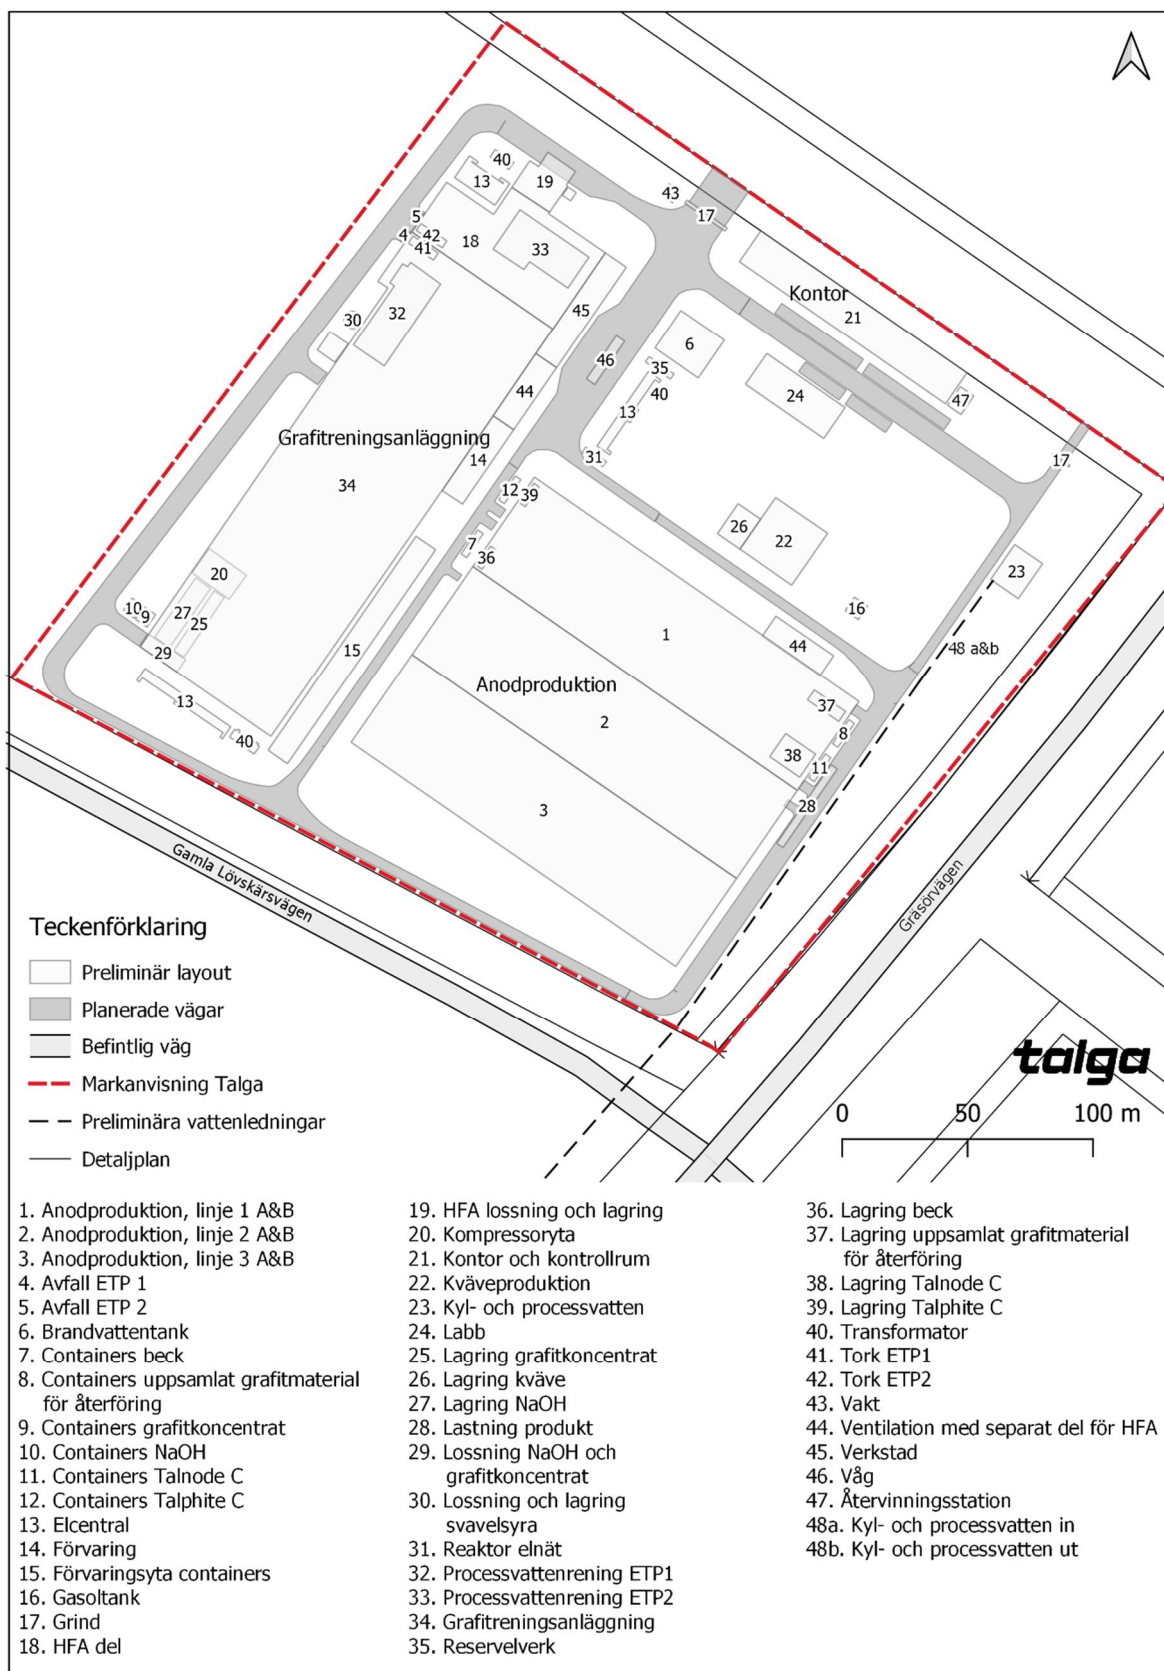 40
13
19
43
17
5
4
42
41
18
33
Kontor
21
45
30
32
6
46
35
24
40
44
13
47
Grafitreningsanläggning
31
14
17
34
12
39
26
22
7
36
23
20
10
9
27
25
16
1
44
48 a&b
29
15
Anodproduktion
13
37
2
8
40
38
11
3
28
Gamla Lövskärsvägen
Gräsörvägen
Teckenförklaring
Preliminär layout
Planerade vägar
Befintlig väg
Markanvisning Talga
Preliminära vattenledningar
Detaljplan
talga
0 50 100 m
1. Anodproduktion, linje 1 A&B
2. Anodproduktion, linje 2 A&B
3. Anodproduktion, linje 3 A&B
4. Avfall ETP 1
5. Avfall ETP 2
6. Brandvattentank
7. Containers beck
8. Containers uppsamlat grafitmaterial
för återföring
9. Containers grafitkoncentrat
10. Containers NaOH
11. Containers Talnode C
12. Containers Talphite C
13. Elcentral
14. Förvaring
15. Förvaringsyta containers
16. Gasoltank
17. Grind
18. HFA del
19. HFA lossning och lagring
20. Kompressoryta
21. Kontor och kontrollrum
22. Kväveproduktion
23. Kyl- och processvatten
24. Labb
25. Lagring grafitkoncentrat
26. Lagring kväve
27. Lagring NaOH
28. Lastning produkt
29. Lossning NaOH och
grafitkoncentrat
30. Lossning och lagring
svavelsyra
31. Reaktor elnät
32. Processvattenrening ETP1
33. Processvattenrening ETP2
34. Grafitreningsanläggning
35. Reservelverk
36. Lagring beck
37. Lagring uppsamlat grafitmaterial
för återföring
38. Lagring Talnode C
39. Lagring Talphite C
40. Transformator
41. Tork ETP1
42. Tork ETP2
43. Vakt
44. Ventilation med separat del för HFA
45. Verkstad
46. Våg
47. Återvinningsstation
48a. Kyl- och processvatten in
48b. Kyl- och processvatten ut